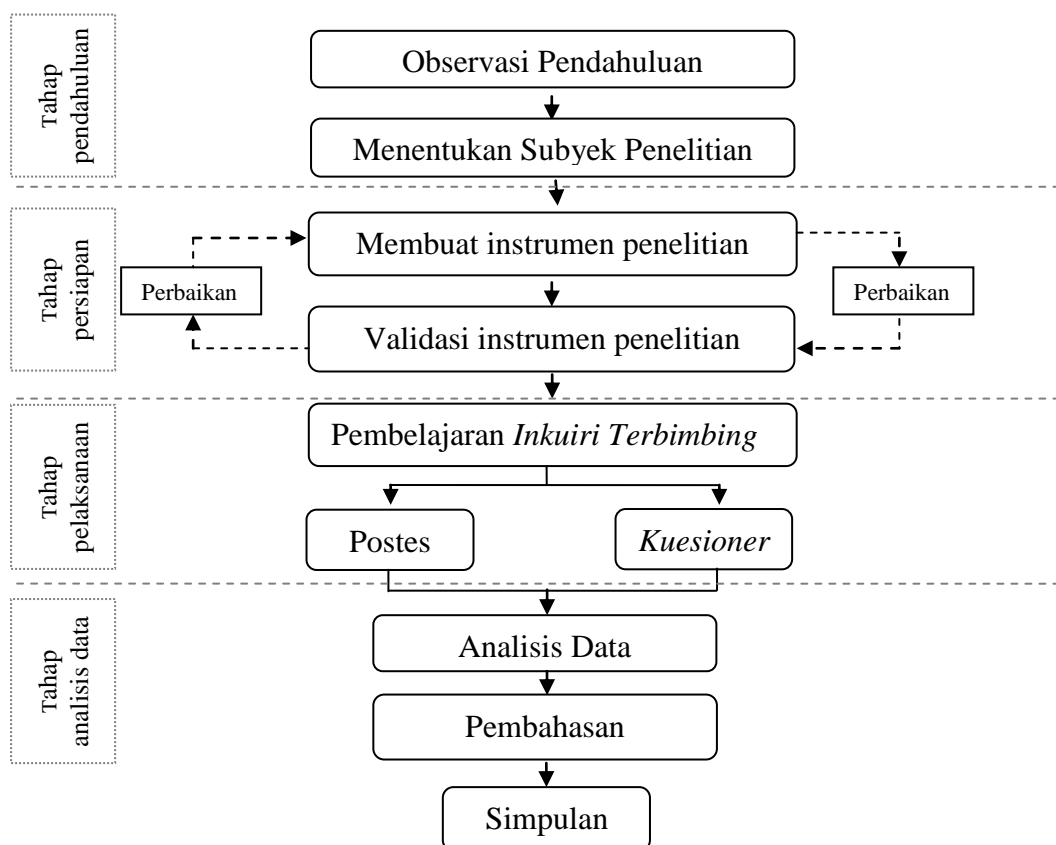 Tahap
pendahuluan
Observasi Pendahuluan
Menentukan Subyek Penelitian
Tahap
persiapan
Membuat instrumen penelitian
Perbaikan
Perbaikan
Validasi instrumen penelitian
Tahap
pelaksanaan
Pembelajaran Inkuiri Terbimbing
Postes
Kuesioner
Tahap
analisis data
Analisis Data
Pembahasan
Simpulan